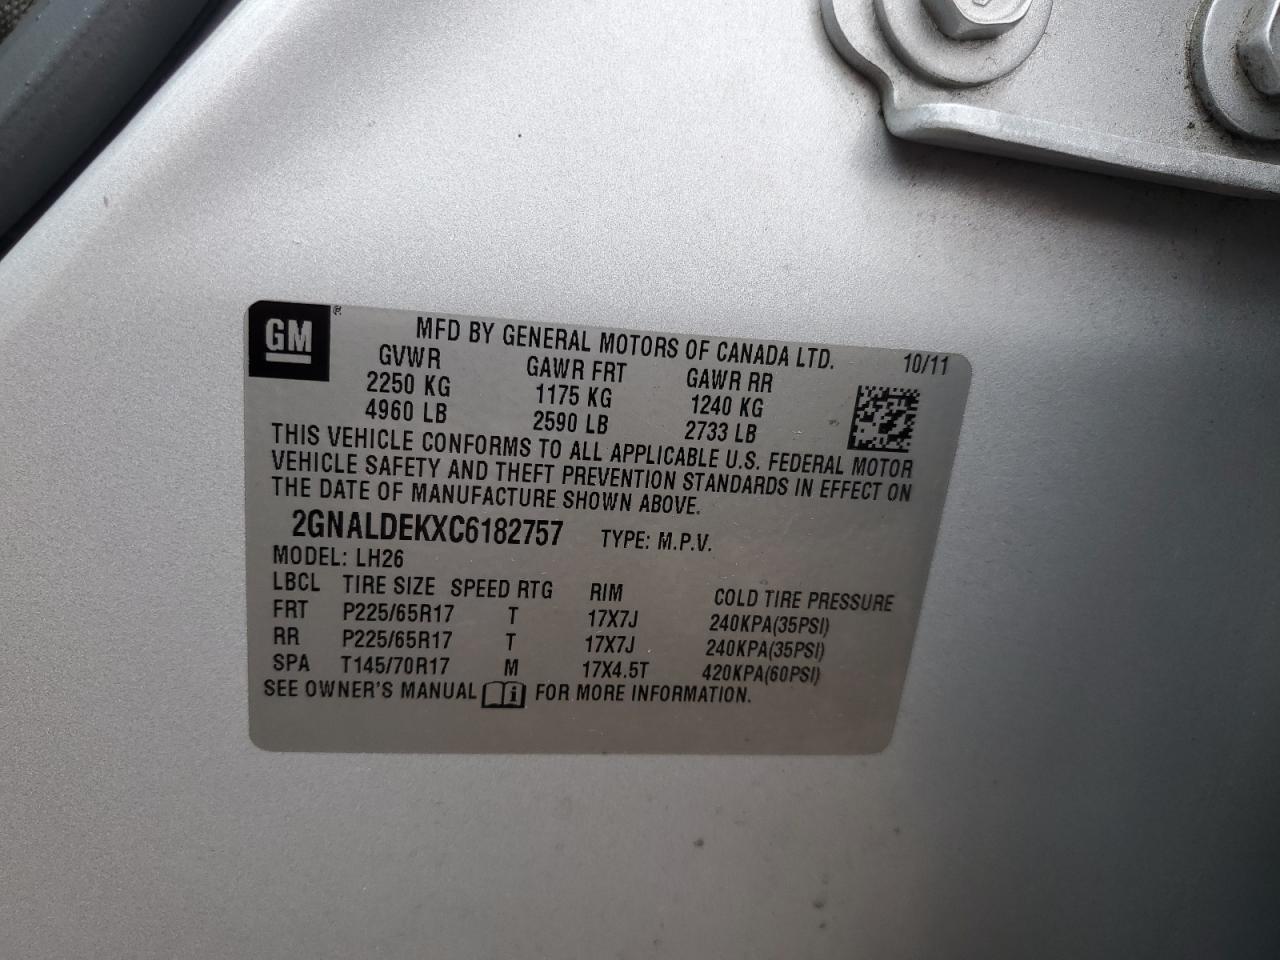 GM ®
MFD BY GENERAL MOTORS OF CANADA LTD. 10/11
GVWR GAWR FRT GAWR RR
2250 KG 1175 KG 1240 KG
4960 LB 2590 LB 2733 LB
THIS VEHICLE CONFORMS TO ALL APPLICABLE U.S. FEDERAL MOTOR
VEHICLE SAFETY AND THEFT PREVENTION STANDARDS IN EFFECT ON
THE DATE OF MANUFACTURE SHOWN ABOVE.
2GNALDEKXC6182757 TYPE: M.P.V.
MODEL: LH26
LBCL TIRE SIZE SPEED RTG RIM COLD TIRE PRESSURE
FRT P225/65R17 T 17X7J 240KPA(35PSI)
RR P225/65R17 T 17X7J 240KPA(35PSI)
SPA T145/70R17 M 17X4.5T 420KPA(60PSI)
SEE OWNER'S MANUAL i FOR MORE INFORMATION.